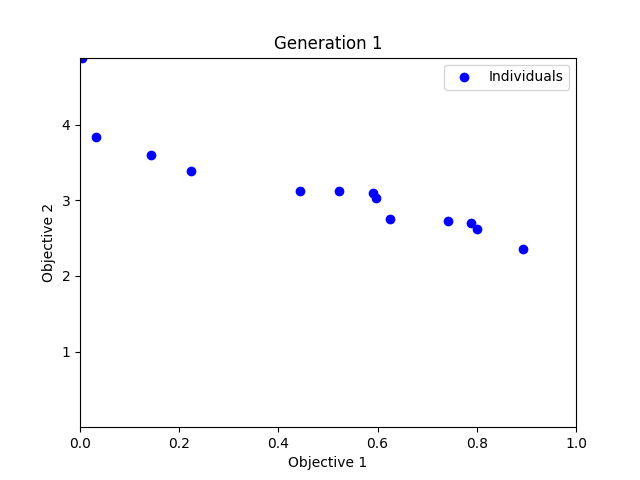 Generation 1
Individuals
Objective 2
4
3
2
1
0.0 0.2 0.4 0.6 0.8 1.0
Objective 1